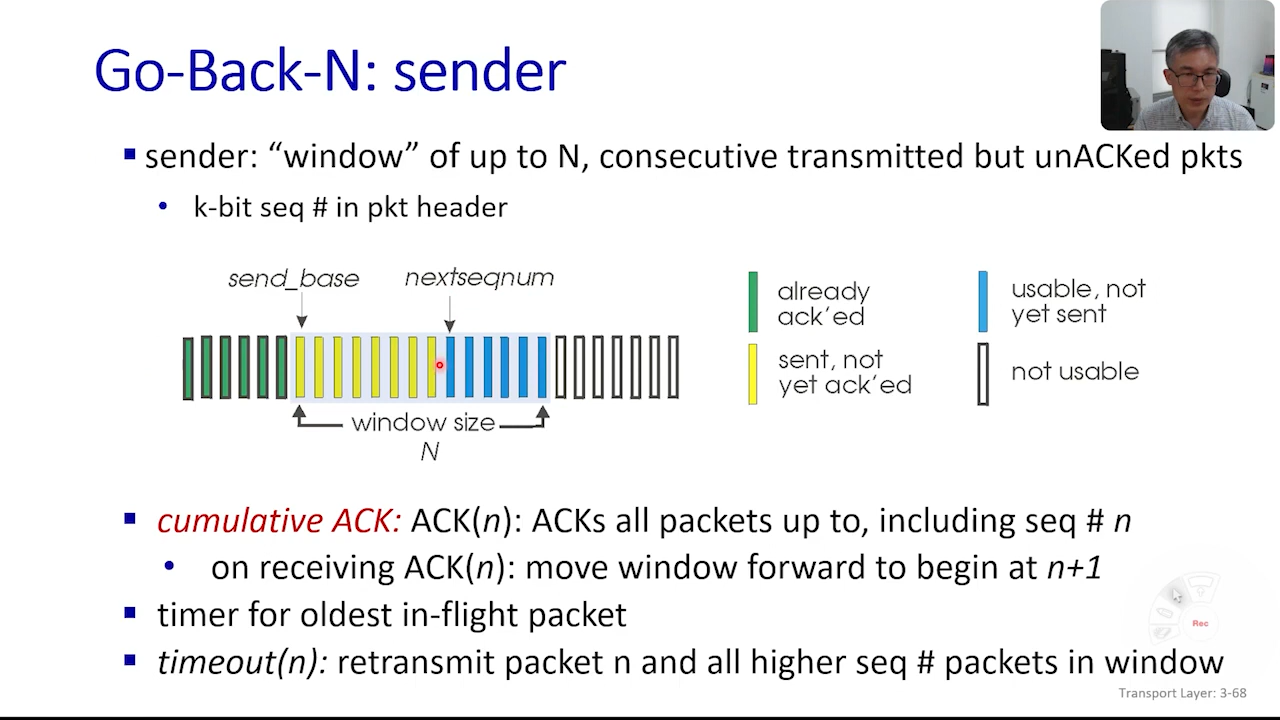 Go-Back-N: sender
sender: “window” of up to N, consecutive transmitted but unACKed pkts
k-bit seq # in pkt header
send_base
nextseqnum
window size
N
already
ack’ed
sent, not
yet ack’ed
usable, not
yet sent
not usable
cumulative ACK: ACK(n): ACKs all packets up to, including seq # n
on receiving ACK(n): move window forward to begin at n+1
timer for oldest in-flight packet
timeout(n): retransmit packet n and all higher seq # packets in window
Rec
Transport Layer: 3-68